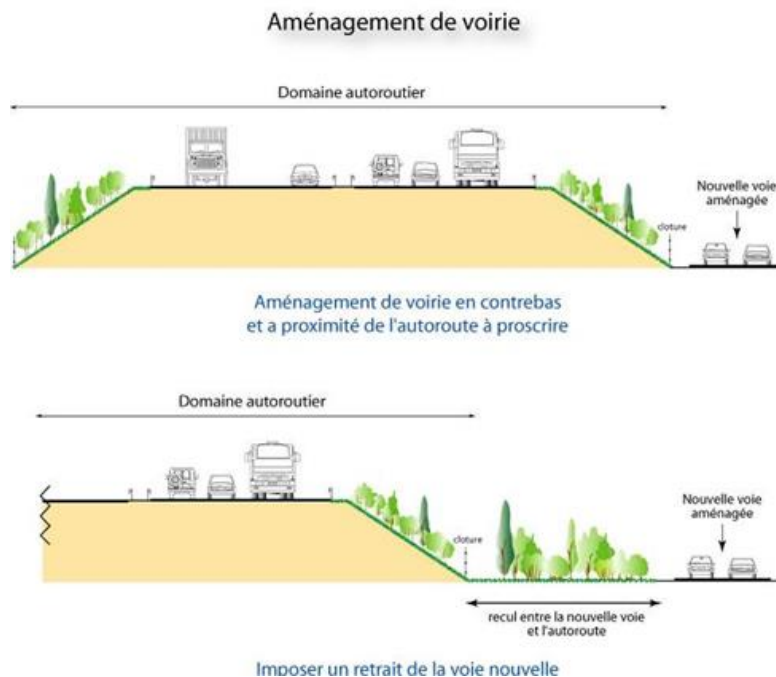 Aménagement de voirie
Domaine autoroutier
Nouvelle voie
aménagée
cloture
Aménagement de voirie en contrebas
et a proximité de l'autoroute à proscrire
Domaine autoroutier
Nouvelle voie
aménagée
cloture
recul entre la nouvelle voie
et l'autoroute
Imposer un retrait de la voie nouvelle